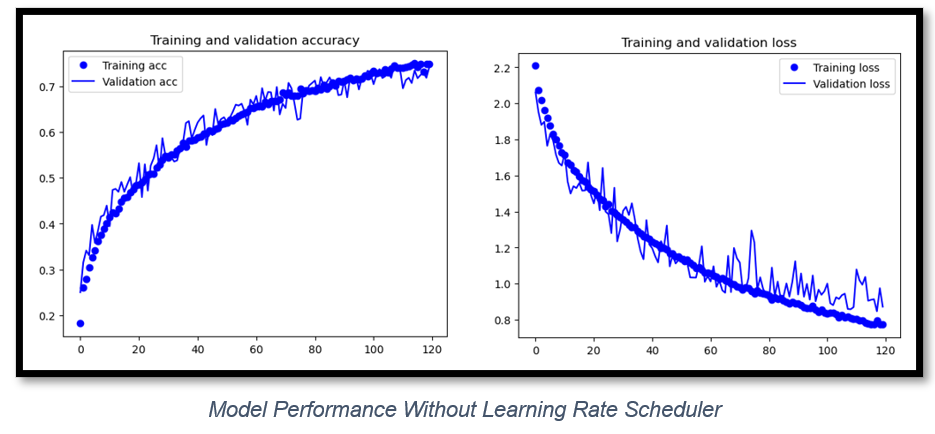 Training and validation accuracy
Training acc
Validation acc
0.7
0.6
0.5
0.4
0.3
0.2
0 20 40 60 80 100 120
Training and validation loss
Training loss
Validation loss
2.2
2.0
1.8
1.6
1.4
1.2
1.0
0.8
0 20 40 60 80 100 120
Model Performance Without Learning Rate Scheduler